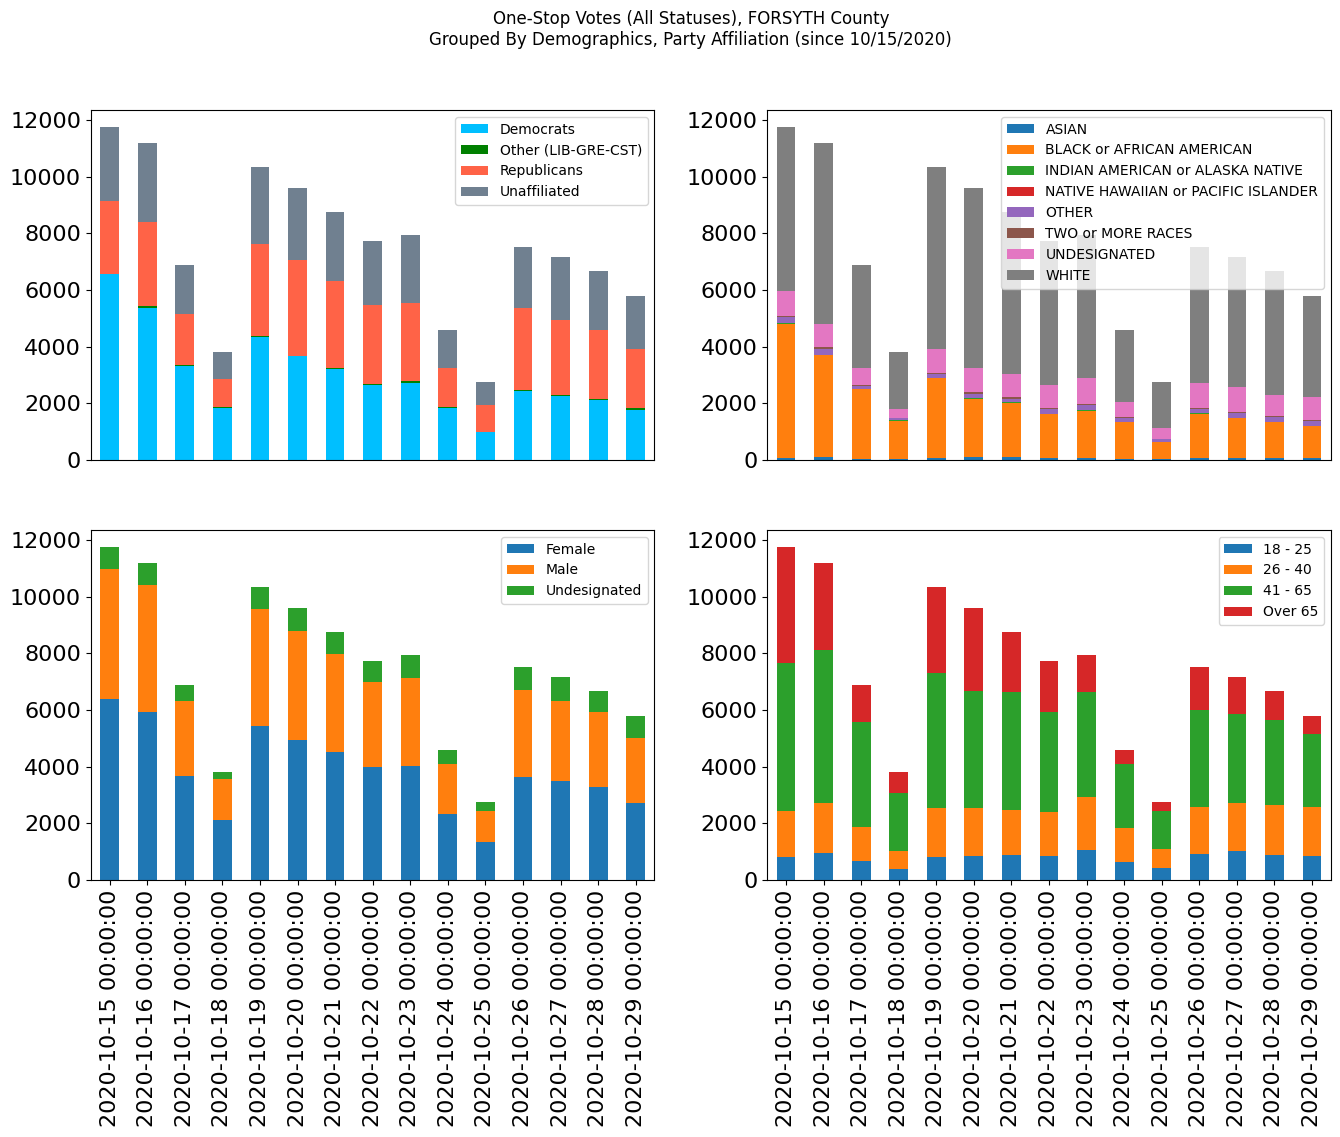 One-Stop Votes (All Statuses), FORSYTH County
Grouped By Demographics, Party Affiliation (since 10/15/2020)
12000
10000
8000
6000
4000
2000
0
Democrats
Other (LIB-GRE-CST)
Republicans
Unaffiliated
12000
10000
8000
6000
4000
2000
0
ASIAN
BLACK or AFRICAN AMERICAN
INDIAN AMERICAN or ALASKA NATIVE
NATIVE HAWAIIAN or PACIFIC ISLANDER
OTHER
TWO or MORE RACES
UNDESIGNATED
WHITE
12000
10000
8000
6000
4000
2000
0
Female
Male
Undesignated
2020-10-15 00:00:00
2020-10-16 00:00:00
2020-10-17 00:00:00
2020-10-18 00:00:00
2020-10-19 00:00:00
2020-10-20 00:00:00
2020-10-21 00:00:00
2020-10-22 00:00:00
2020-10-23 00:00:00
2020-10-24 00:00:00
2020-10-25 00:00:00
2020-10-26 00:00:00
2020-10-27 00:00:00
2020-10-28 00:00:00
2020-10-29 00:00:00
12000
10000
8000
6000
4000
2000
0
18 - 25
26 - 40
41 - 65
Over 65
2020-10-15 00:00:00
2020-10-16 00:00:00
2020-10-17 00:00:00
2020-10-18 00:00:00
2020-10-19 00:00:00
2020-10-20 00:00:00
2020-10-21 00:00:00
2020-10-22 00:00:00
2020-10-23 00:00:00
2020-10-24 00:00:00
2020-10-25 00:00:00
2020-10-26 00:00:00
2020-10-27 00:00:00
2020-10-28 00:00:00
2020-10-29 00:00:00